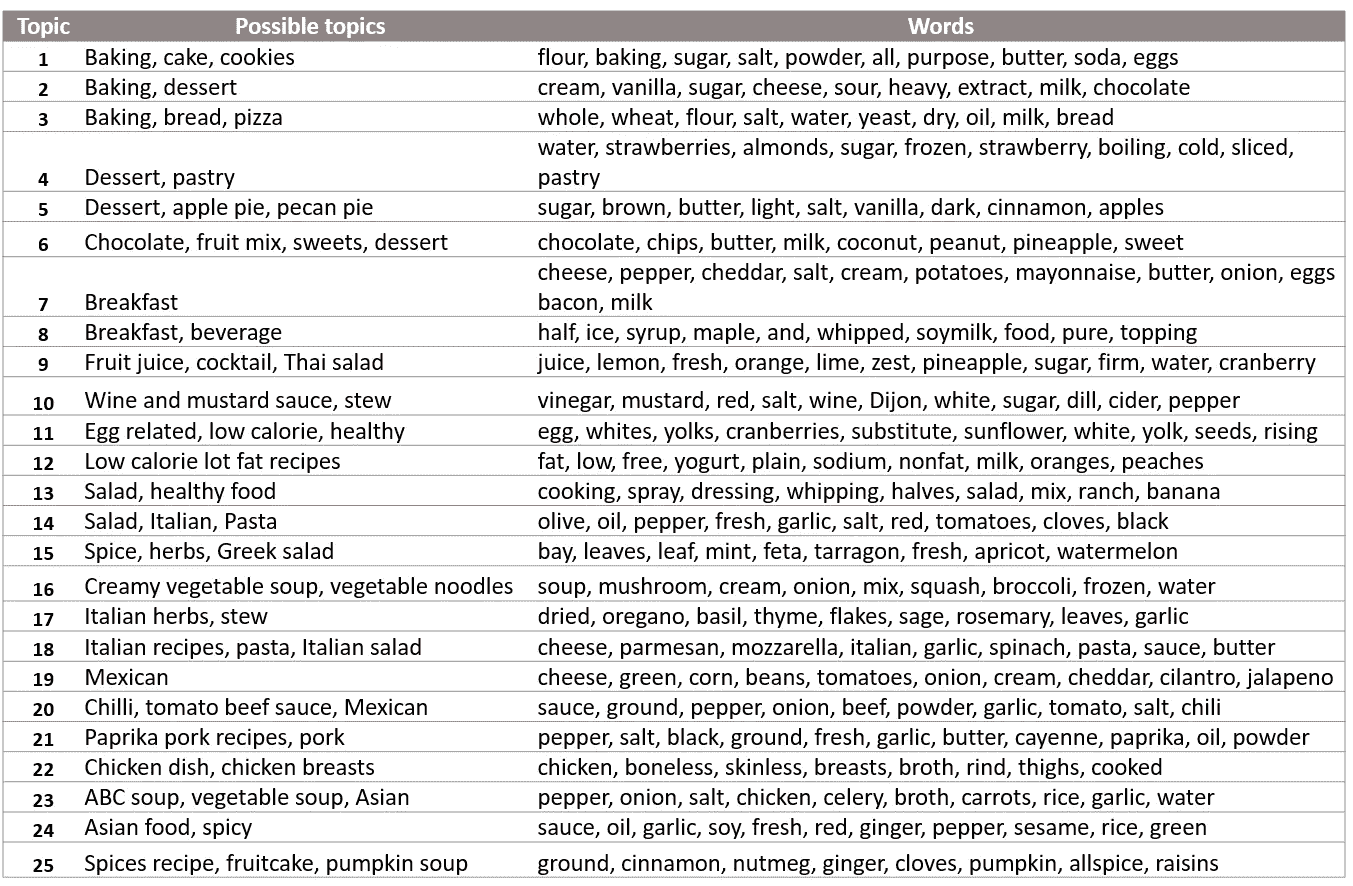 Topic Possible topics Words
1 Baking, cake, cookies flour, baking, sugar, salt, powder, all, purpose, butter, soda, eggs
2 Baking, dessert cream, vanilla, sugar, cheese, sour, heavy, extract, milk, chocolate
3 Baking, bread, pizza whole, wheat, flour, salt, water, yeast, dry, oil, milk, bread
water, strawberries, almonds, sugar, frozen, strawberry, boiling, cold, sliced,
4 Dessert, pastry pastry
5 Dessert, apple pie, pecan pie sugar, brown, butter, light, salt, vanilla, dark, cinnamon, apples
6 Chocolate, fruit mix, sweets, dessert chocolate, chips, butter, milk, coconut, peanut, pineapple, sweet
cheese, pepper, cheddar, salt, cream, potatoes, mayonnaise, butter, onion, eggs
7 Breakfast bacon, milk
8 Breakfast, beverage half, ice, syrup, maple, and, whipped, soymilk, food, pure, topping
9 Fruit juice, cocktail, Thai salad juice, lemon, fresh, orange, lime, zest, pineapple, sugar, firm, water, cranberry
10 Wine and mustard sauce, stew vinegar, mustard, red, salt, wine, Dijon, white, sugar, dill, cider, pepper
11 Egg related, low calorie, healthy egg, whites, yolks, cranberries, substitute, sunflower, white, yolk, seeds, rising
12 Low calorie lot fat recipes fat, low, free, yogurt, plain, sodium, nonfat, milk, oranges, peaches
13 Salad, healthy food cooking, spray, dressing, whipping, halves, salad, mix, ranch, banana
14 Salad, Italian, Pasta olive, oil, pepper, fresh, garlic, salt, red, tomatoes, cloves, black
15 Spice, herbs, Greek salad bay, leaves, leaf, mint, feta, tarragon, fresh, apricot, watermelon
16 Creamy vegetable soup, vegetable noodles soup, mushroom, cream, onion, mix, squash, broccoli, frozen, water
17 Italian herbs, stew dried, oregano, basil, thyme, flakes, sage, rosemary, leaves, garlic
18 Italian recipes, pasta, Italian salad cheese, parmesan, mozzarella, italian, garlic, spinach, pasta, sauce, butter
19 Mexican cheese, green, corn, beans, tomatoes, onion, cream, cheddar, cilantro, jalapeno
20 Chilli, tomato beef sauce, Mexican sauce, ground, pepper, onion, beef, powder, garlic, tomato, salt, chili
21 Paprika pork recipes, pork pepper, salt, black, ground, fresh, garlic, butter, cayenne, paprika, oil, powder
22 Chicken dish, chicken breasts chicken, boneless, skinless, breasts, broth, rind, thighs, cooked
23 ABC soup, vegetable soup, Asian pepper, onion, salt, chicken, celery, broth, carrots, rice, garlic, water
24 Asian food, spicy sauce, oil, garlic, soy, fresh, red, ginger, pepper, sesame, rice, green
25 Spices recipe, fruitcake, pumpkin soup ground, cinnamon, nutmeg, ginger, cloves, pumpkin, allspice, raisins